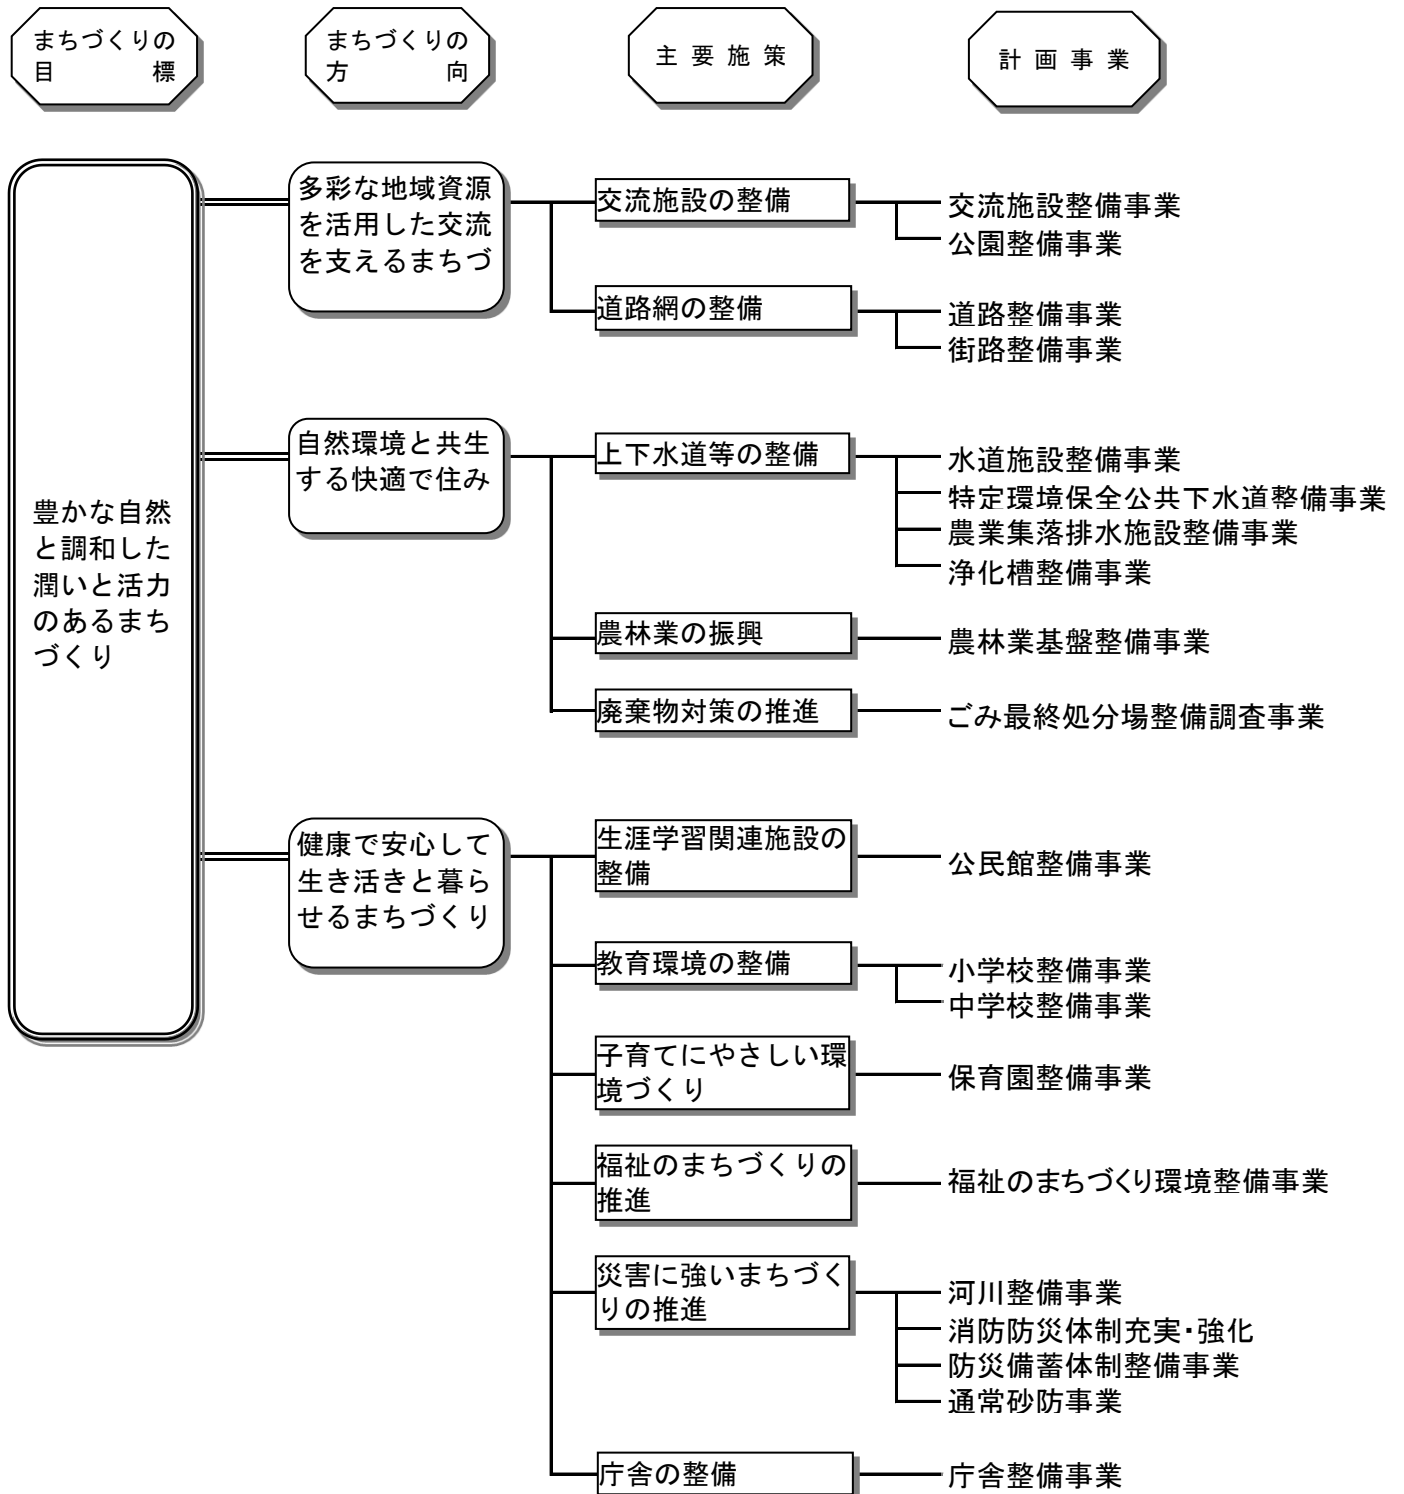 まちづくりの
目　　　標
まちづくりの
方　　　向
主 要 施 策
計 画 事 業
豊かな自然
と調和した
潤いと活力
のあるまち
づくり
多彩な地域資源
を活用した交流
を支えるまちづ
交流施設の整備
交流施設整備事業
公園整備事業
道路網の整備
道路整備事業
街路整備事業
自然環境と共生
する快適で住み
上下水道等の整備
水道施設整備事業
特定環境保全公共下水道整備事業
農業集落排水施設整備事業
浄化槽整備事業
農林業の振興
農林業基盤整備事業
廃棄物対策の推進
ごみ最終処分場整備調査事業
健康で安心して
生き活きと暮ら
せるまちづくり
生涯学習関連施設の
整備
公民館整備事業
教育環境の整備
小学校整備事業
中学校整備事業
子育てにやさしい環
境づくり
保育園整備事業
福祉のまちづくりの
推進
福祉のまちづくり環境整備事業
災害に強いまちづく
りの推進
河川整備事業
消防防災体制充実・強化
防災備蓄体制整備事業
通常砂防事業
庁舎の整備
庁舎整備事業